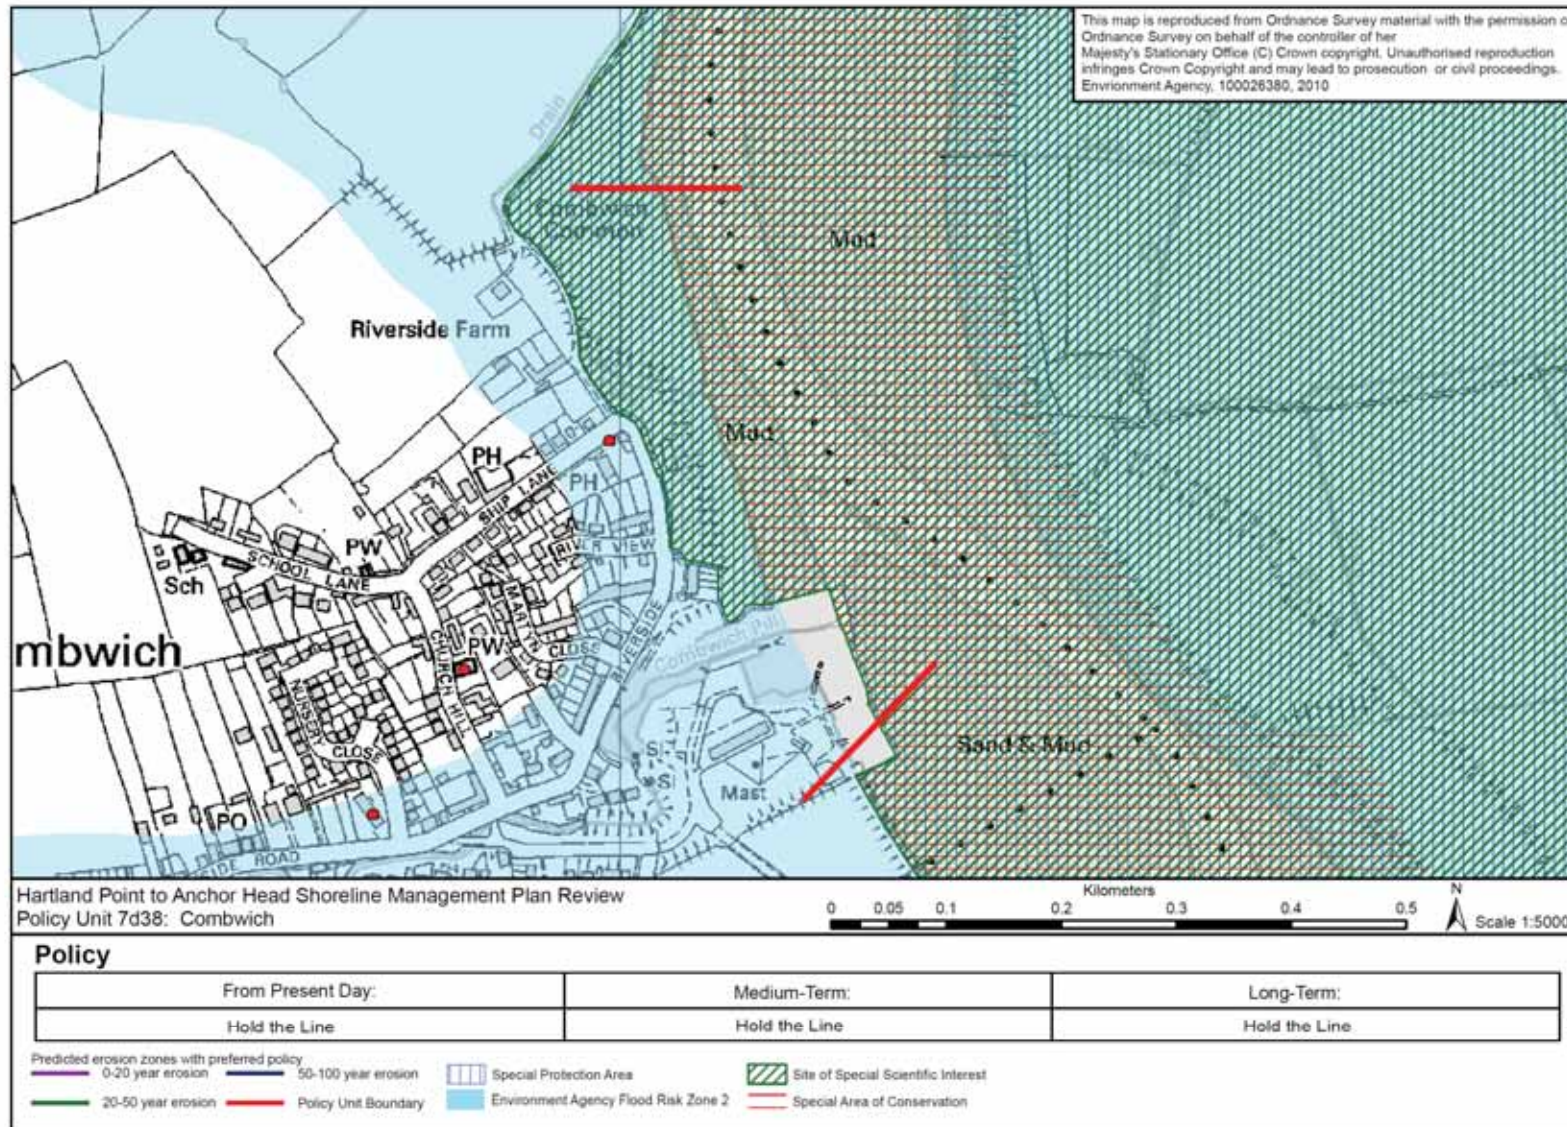 This map is reproduced from Ordnance Survey material with the permission o
Ordnance Survey on behalf of the controller of her
Majesty's Stationary Office (C) Crown copyright. Unauthorised reproduction
infringes Crown Copyright and may lead to prosecution or civil proceedings.
Envrionment Agency, 100026380, 2010
Drain
Combwich
Common
Mud
Riverside Farm
Mud
PH
PH
SHIP LANE
RIVER VIEW
PW
SCHOOL LANE
Sch
MARTYN
CLOSE
RIVERSIDE
Combwich Pill
mbwich
PW
CHURCH HILL
NURSERY
CLOSE
Sand & Mud
Sl
Sl
Mast
PO
SIDE ROAD
Hartland Point to Anchor Head Shoreline Management Plan Review
Policy Unit 7d38: Combwich
Kilometers
0 0.05 0.1 0.2 0.3 0.4 0.5
N
Scale 1:5000
Policy
From Present Day: Medium-Term: Long-Term:
Hold the Line Hold the Line Hold the Line
Predicted erosion zones with preferred policy
0-20 year erosion 50-100 year erosion Special Protection Area Site of Special Scientific Interest
20-50 year erosion Policy Unit Boundary Environment Agency Flood Risk Zone 2 Special Area of Conservation